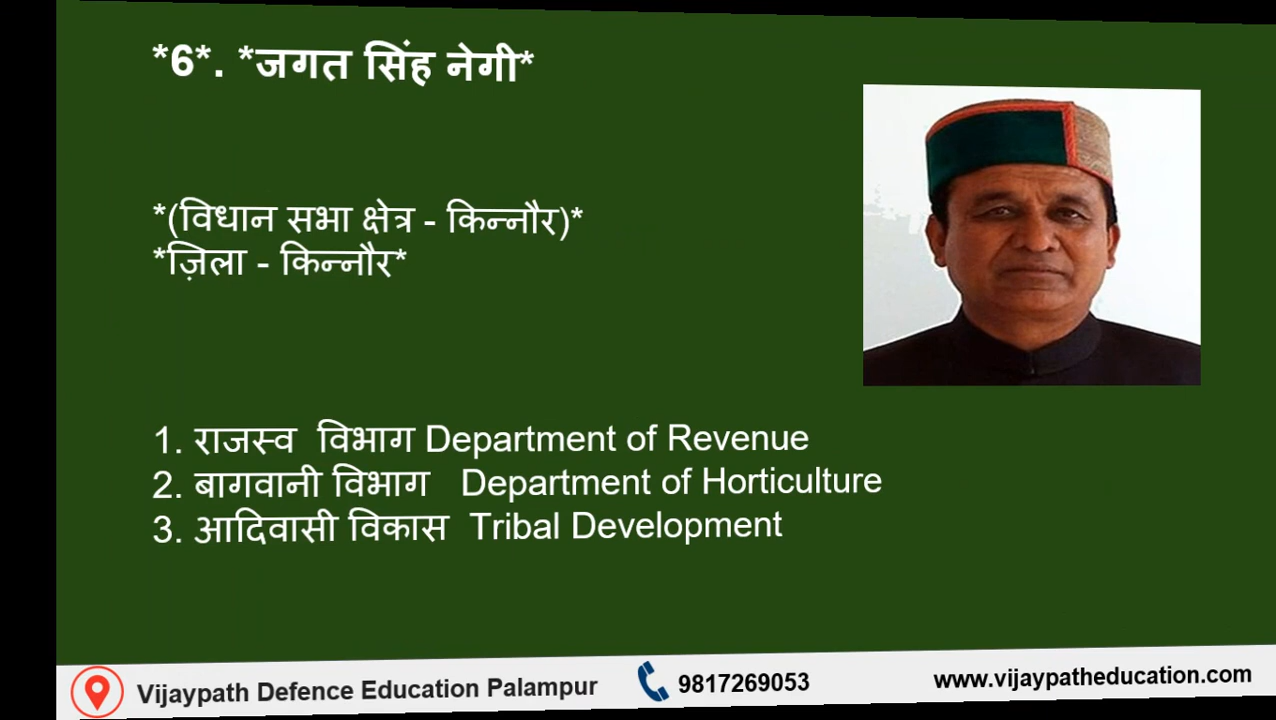 *6*. *जगत सिंह नेगी*
*(विधान सभा क्षेत्र - किन्नौर)*
*ज़िला - किन्नौर*
1. राजस्व विभाग Department of Revenue
2. बागवानी विभाग Department of Horticulture
3. आदिवासी विकास Tribal Development
Vijaypath Defence Education Palampur 9817269053 www.vijaypatheducation.com